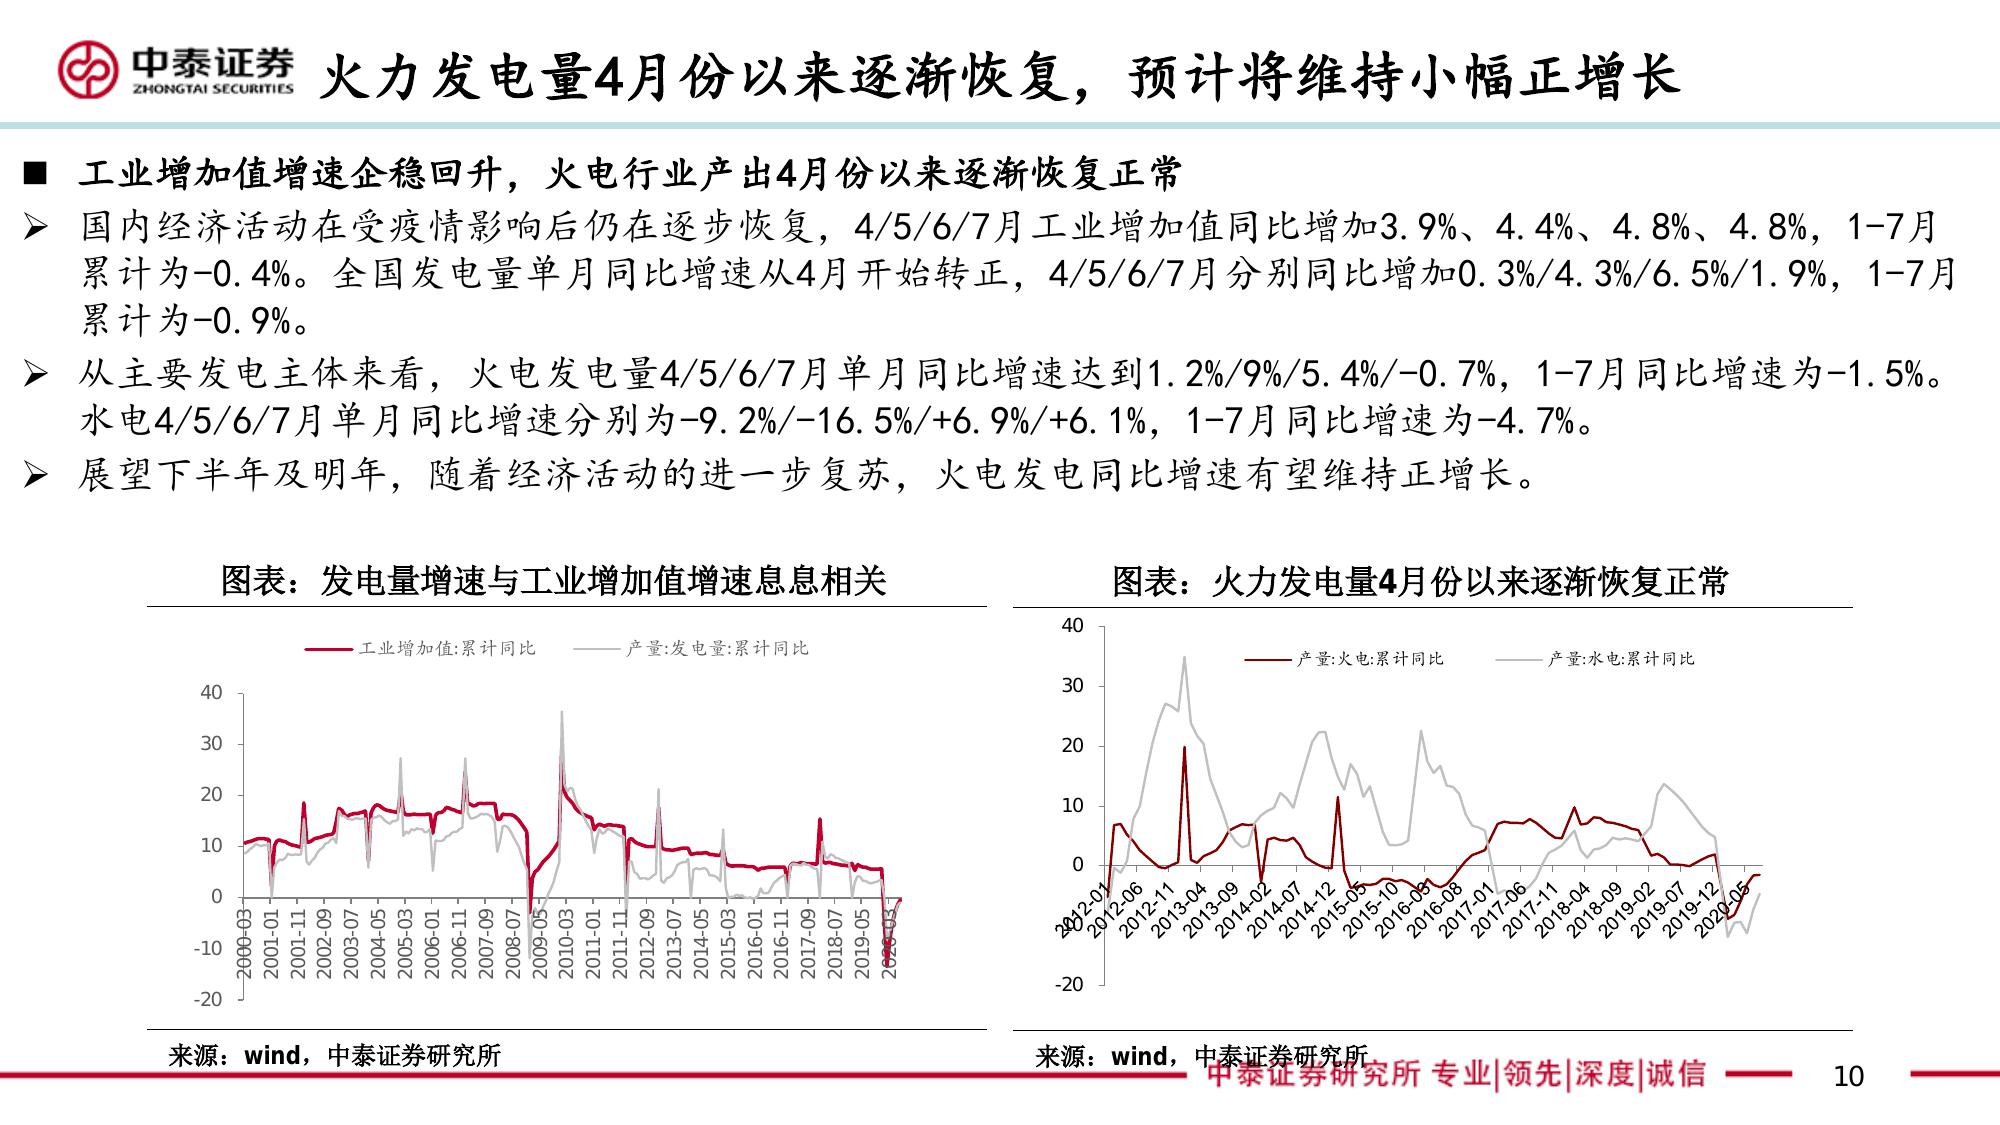 中泰证券
ZHONGTAI SECURITIES
火力发电量4月份以来逐渐恢复，预计将维持小幅正增长
■ 工业增加值增速企稳回升，火电行业产出4月份以来逐渐恢复正常
➢ 国内经济活动在受疫情影响后仍在逐步恢复，4/5/6/7月工业增加值同比增加3.9%、4.4%、4.8%、4.8%，1-7月
累计为-0.4%。全国发电量单月同比增速从4月开始转正，4/5/6/7月分别同比增加0.3%/4.3%/6.5%/1.9%，1-7月
累计为-0.9%。
➢ 从主要发电主体来看，火电发电量4/5/6/7月单月同比增速达到1.2%/9%/5.4%/-0.7%，1-7月同比增速为-1.5%。
水电4/5/6/7月单月同比增速分别为-9.2%/-16.5%/+6.9%/+6.1%，1-7月同比增速为-4.7%。
➢ 展望下半年及明年，随着经济活动的进一步复苏，火电发电同比增速有望维持正增长。
图表：发电量增速与工业增加值增速息息相关
工业增加值:累计同比 产量:发电量:累计同比
40
30
20
10
0
-10
-20
2000-03 2001-01 2001-11 2002-09 2003-07 2004-05 2005-03 2006-01 2006-11 2007-09 2008-07 2009-05 2010-03 2011-01 2011-11 2012-09 2013-07 2014-05 2015-03 2016-01 2016-11 2017-09 2018-07 2019-05 2020-03
来源：wind，中泰证券研究所
图表：火力发电量4月份以来逐渐恢复正常
产量:火电:累计同比 产量:水电:累计同比
40
30
20
10
0
-10
-20
2012-01 2012-06 2012-11 2013-04 2013-09 2014-02 2014-07 2014-12 2015-05 2015-10 2016-03 2016-08 2017-01 2017-06 2017-11 2018-04 2018-09 2019-02 2019-07 2019-12 2020-05
来源：wind，中泰证券研究所
中泰证券研究所 专业|领先|深度|诚信
10